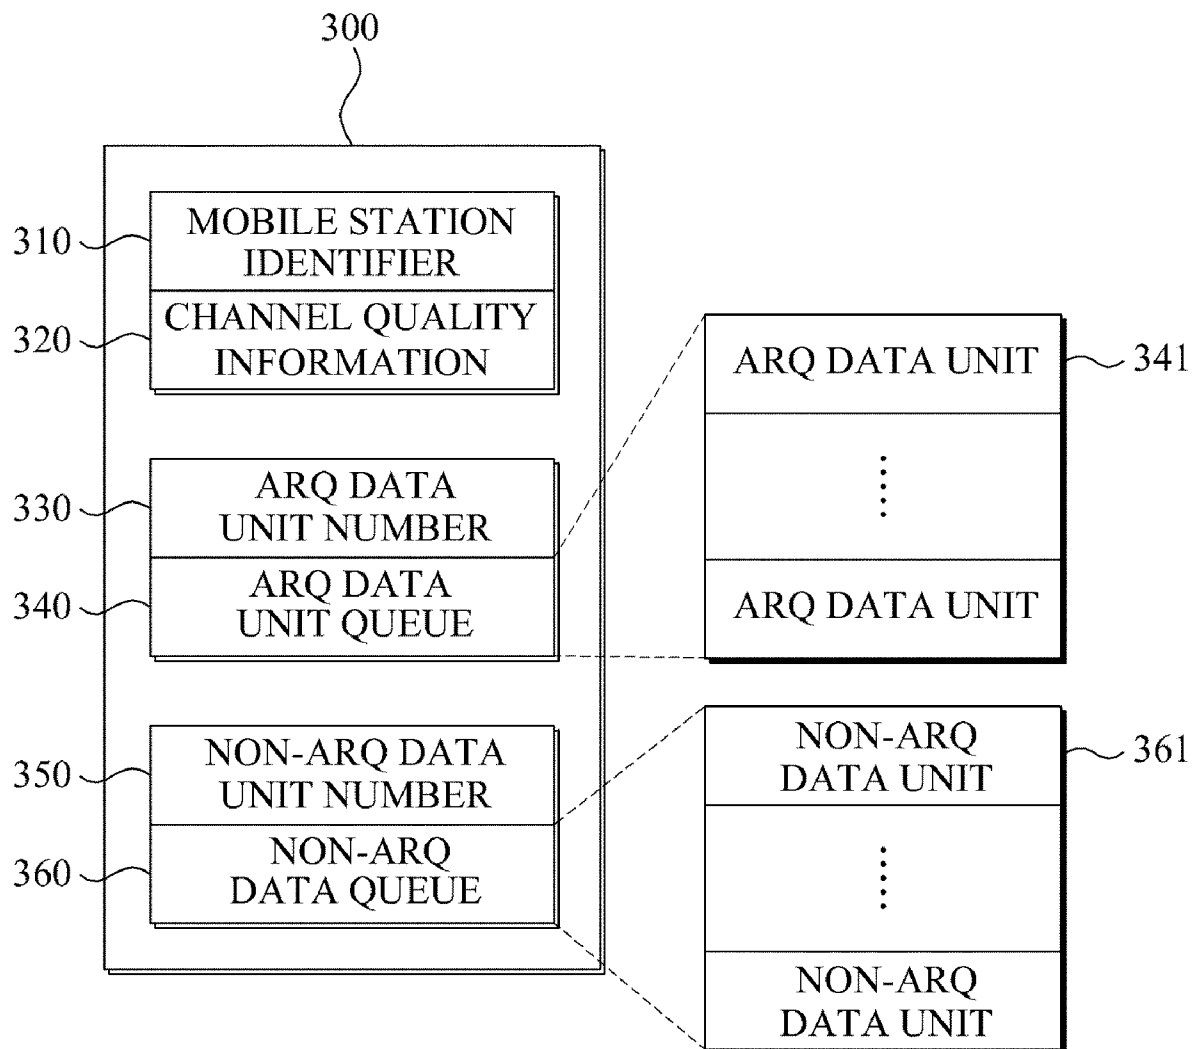 300
310
MOBILE STATION
IDENTIFIER
320
CHANNEL QUALITY
INFORMATION
330
ARQ DATA
UNIT NUMBER
340
ARQ DATA
UNIT QUEUE
350
NON-ARQ DATA
UNIT NUMBER
360
NON-ARQ
DATA QUEUE
ARQ DATA UNIT
341
ARQ DATA UNIT
NON-ARQ
DATA UNIT
361
NON-ARQ
DATA UNIT